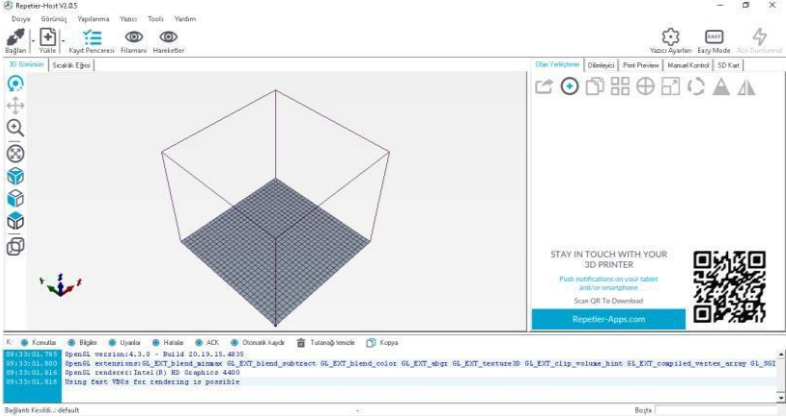 Repetier-Host V2.0.5
Dosya Görünüş Yapılanma Yazıcı Tools Yardım
Bağlan Yükle Kayıt Penceresi Filamanı Hareketler Yazıcı Ayarları Easy Mode Acil Durdurma
EASY
3D Görünüm Sıcaklık Eğrisi
Obje Yerleştirme Dilimleyici Print Preview Manuel Kontrol SD Kart
STAY IN TOUCH WITH YOUR
3D PRINTER
Push notifications on your tablet
and/or smartphone
Scan QR To Download
Repetier-Apps.com
K: Komutlar Bilgiler Uyarılar Hatalar ACK Otomatik kaydır Tutanağı temizle Kopya
09:33:01.785 OpenGL version:4.3.0 - Build 20.19.15.4835
09:33:01.800 OpenGL extensions:GL_EXT_blend_minmax GL_EXT_blend_subtract GL_EXT_blend_color GL_EXT_abgr GL_EXT_texture3D GL_EXT_clip_volume_hint GL_EXT_compiled_vertex_array GL_SGI
09:33:01.816 OpenGL renderer:Intel(R) HD Graphics 4400
09:33:01.816 Using fast VBOs for rendering is possible
Bağlantı Kesildi..: default - Boşta